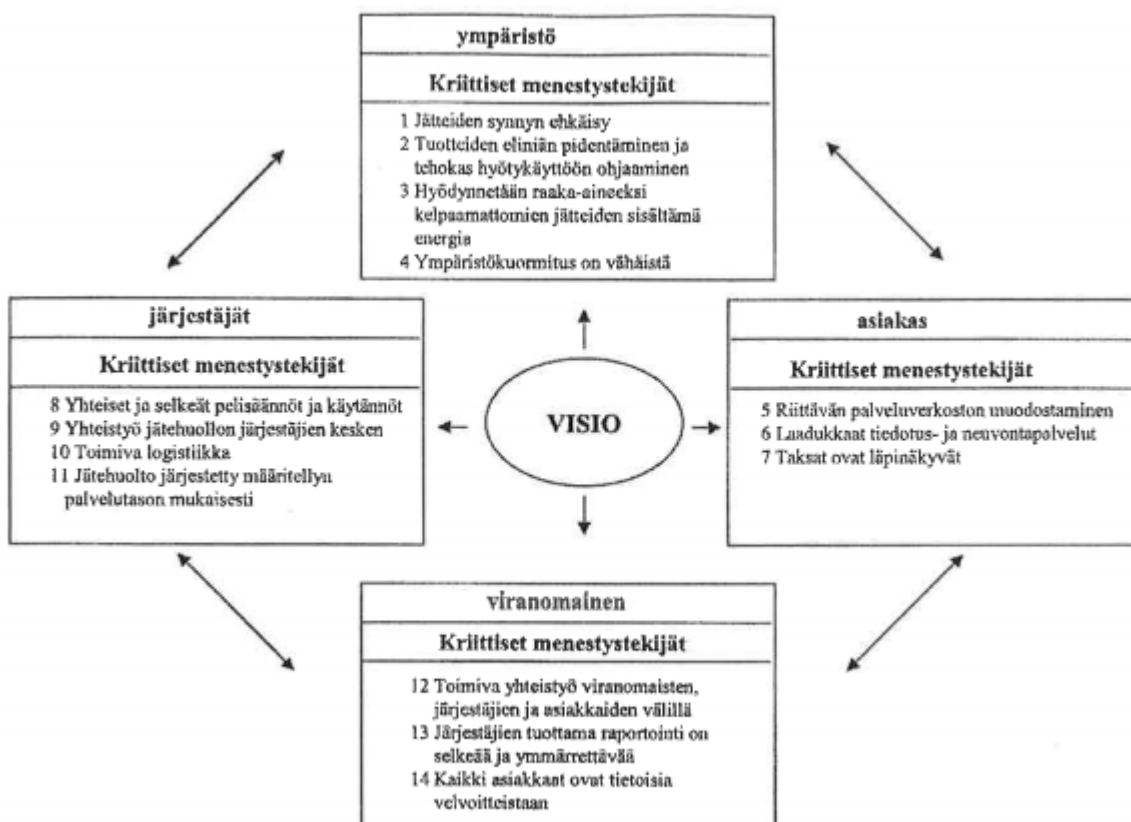 ympäristö
Kriittiset menestystekijät
1 Jätteiden synnyn ehkäisy
2 Tuotteiden eliniän pidentäminen ja
tehokas hyötykäyttöön ohjaaminen
3 Hyödynnetään raaka-aineeksi
kelpaamattomien jätteiden sisältämä
energia
4 Ympäristökuormitus on vähäistä
järjestäjät
Kriittiset menestystekijät
8 Yhteiset ja selkeät pelisäännöt ja käytännöt
9 Yhteistyö jätehuollon järjestäjien kesken
10 Toimiva logistiikka
11 Jätehuolto järjestetty määritellyn
palvelutason mukaisesti
VISIO
asiakas
Kriittiset menestystekijät
5 Riittävän palveluverkoston muodostaminen
6 Laadukkaat tiedotus- ja neuvontapalvelut
7 Taksat ovat läpinäkyvät
viranomainen
Kriittiset menestystekijät
12 Toimiva yhteistyö viranomaisten,
järjestäjien ja asiakkaiden välillä
13 Järjestäjien tuottama raportointi on
selkeää ja ymmärrettävää
14 Kaikki asiakkaat ovat tietoisia
velvoitteistaan